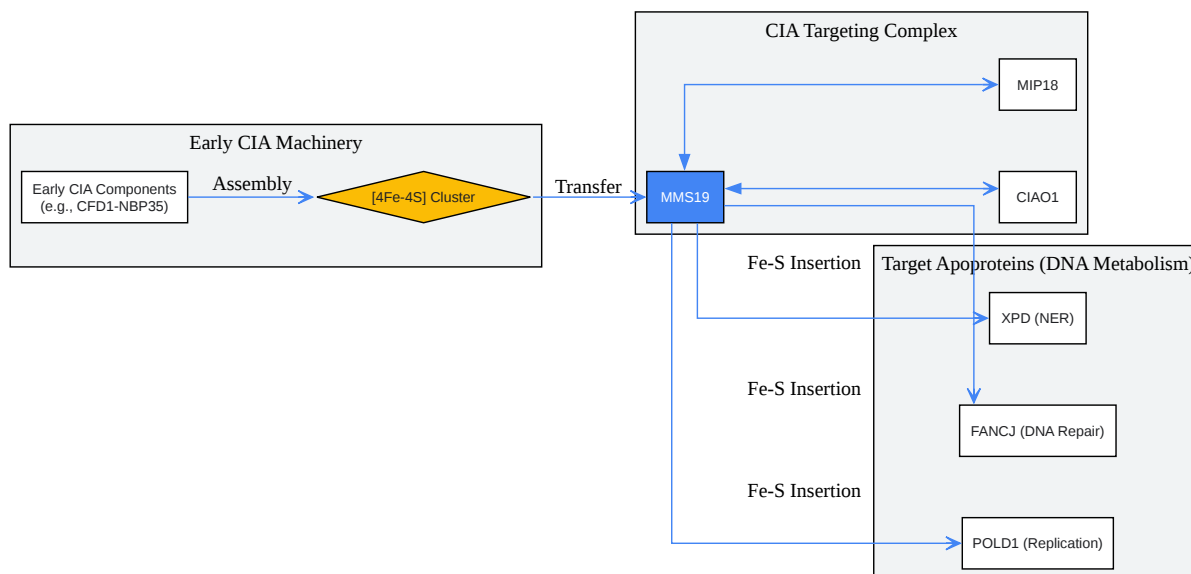 CIA Targeting Complex
MIP18
Early CIA Machinery
Early CIA Components
(e.g., CFD1-NBP35)
Assembly
[4Fe-4S] Cluster
Transfer
MMS19
CIAO1
Fe-S Insertion
Target Apoproteins (DNA Metabolism)
XPD (NER)
Fe-S Insertion
FANCJ (DNA Repair)
Fe-S Insertion
POLD1 (Replication)